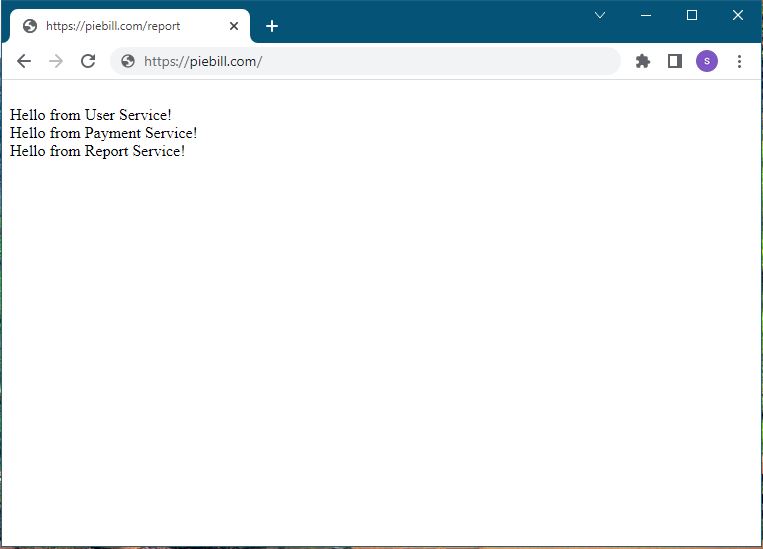 https://piebill.com/report
https://piebill.com/
s
Hello from User Service!
Hello from Payment Service!
Hello from Report Service!